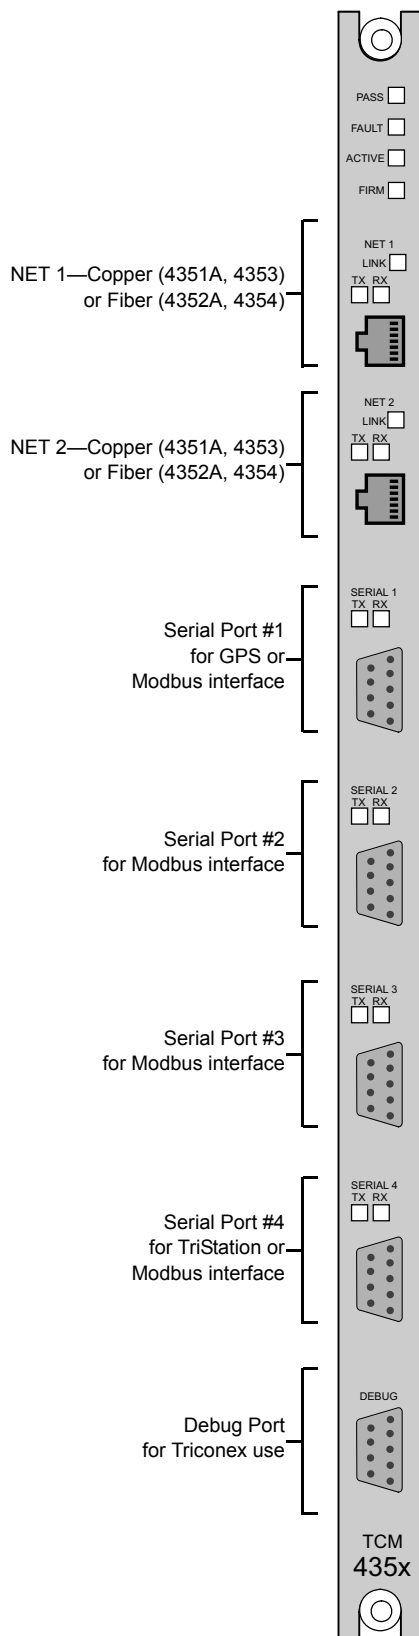 PASS
FAULT
ACTIVE
FIRM
NET 1—Copper (4351A, 4353)
or Fiber (4352A, 4354)
NET 1
LINK
TX RX
NET 2—Copper (4351A, 4353)
or Fiber (4352A, 4354)
NET 2
LINK
TX RX
Serial Port #1
for GPS or
Modbus interface
SERIAL 1
TX RX
Serial Port #2
for Modbus interface
SERIAL 2
TX RX
Serial Port #3
for Modbus interface
SERIAL 3
TX RX
Serial Port #4
for TriStation or
Modbus interface
SERIAL 4
TX RX
Debug Port
for Triconex use
DEBUG
TCM
435x